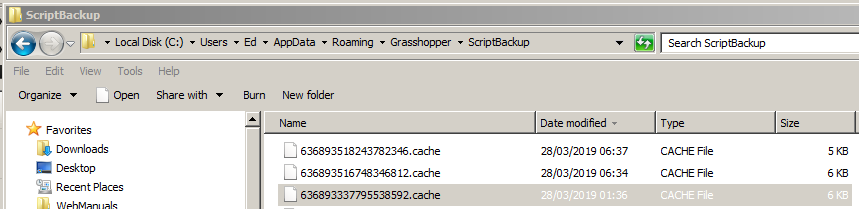 ScriptBackup
Local Disk (C:) Users Ed AppData Roaming Grasshopper ScriptBackup Search ScriptBackup
File Edit View Tools Help
Organize Open Share with Burn New folder
Favorites
Downloads
Desktop
Recent Places
WebManuals
Name Date modified Type Size
636893518243782346.cache 28/03/2019 06:37 CACHE File 5 KB
636893516748346812.cache 28/03/2019 06:34 CACHE File 6 KB
636893337795538592.cache 28/03/2019 01:36 CACHE File 6 KB